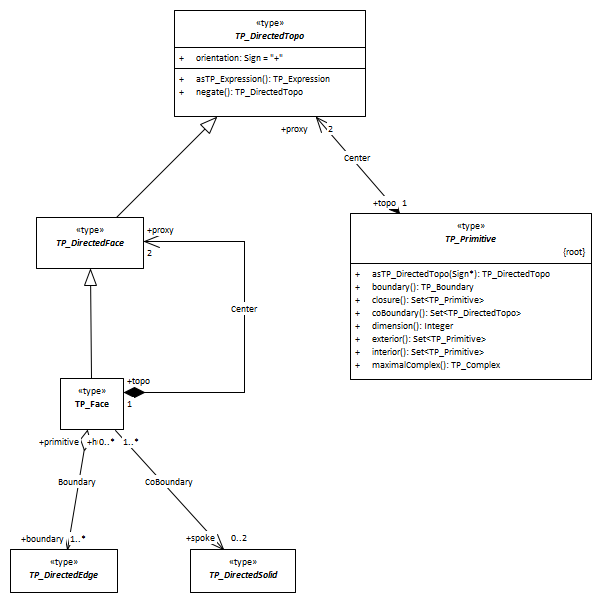 «type»
TP_DirectedTopo
+ orientation: Sign = "+"
+ asTP_Expression(): TP_Expression
+ negate(): TP_DirectedTopo
+proxy 2
Center
+topo 1
«type»
TP_DirectedFace
+proxy
2
«type»
TP_Primitive
{root}
+ asTP_DirectedTopo(Sign*): TP_DirectedTopo
+ boundary(): TP_Boundary
+ closure(): Set<TP_Primitive>
+ coBoundary(): Set<TP_DirectedTopo>
+ dimension(): Integer
+ exterior(): Set<TP_Primitive>
+ interior(): Set<TP_Primitive>
+ maximalComplex(): TP_Complex
Center
+topo
1
«type»
TP_Face
+primitive 0..* 1..*
Boundary
CoBoundary
+boundary 1..*
+spoke 0..2
«type»
TP_DirectedEdge
«type»
TP_DirectedSolid